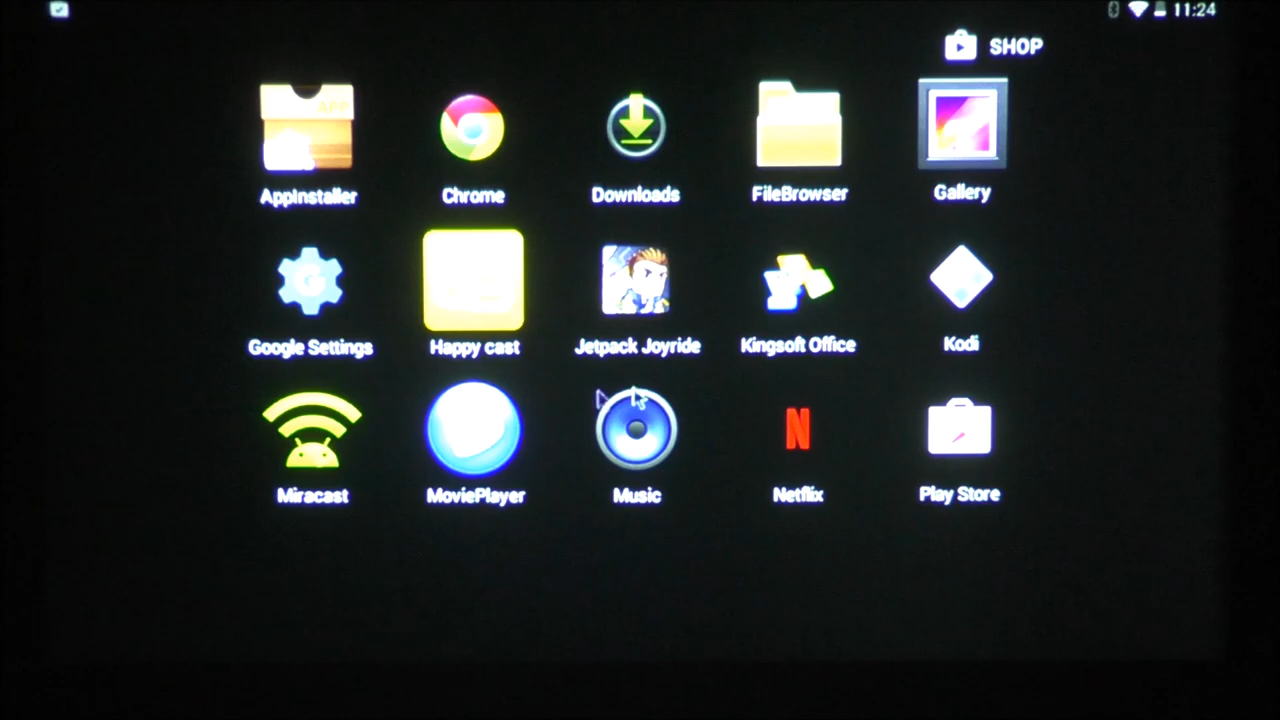 11:24
SHOP
APP
AppInstaller
Chrome
Downloads
FileBrowser
Gallery
G
Google Settings
Happy cast
Jetpack Joyride
Kingsoft Office
Kodi
Miracast
MoviePlayer
Music
N
Netflix
Play Store